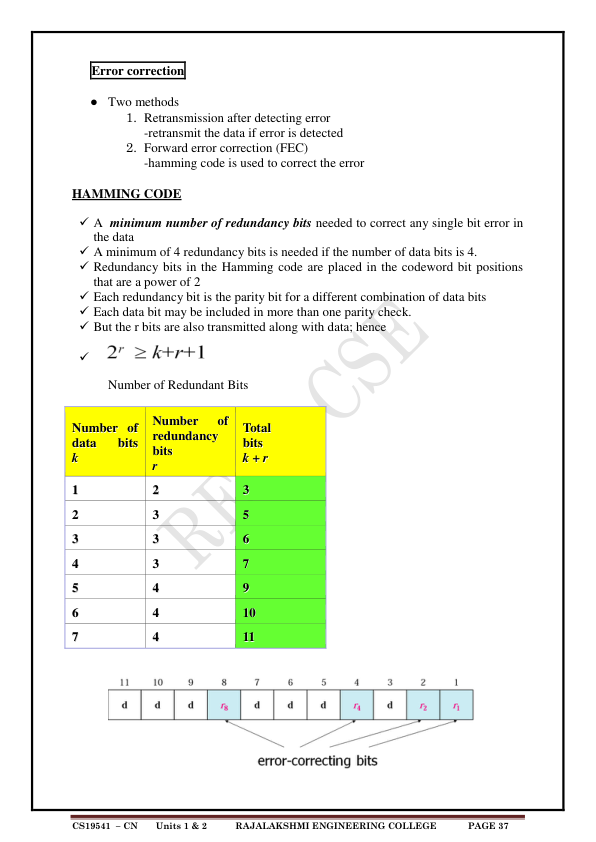 Error correction
● Two methods
1. Retransmission after detecting error
-retransmit the data if error is detected
2. Forward error correction (FEC)
-hamming code is used to correct the error
HAMMING CODE
✓ A minimum number of redundancy bits needed to correct any single bit error in
the data
✓ A minimum of 4 redundancy bits is needed if the number of data bits is 4.
✓ Redundancy bits in the Hamming code are placed in the codeword bit positions
that are a power of 2
✓ Each redundancy bit is the parity bit for a different combination of data bits
✓ Each data bit may be included in more than one parity check.
✓ But the r bits are also transmitted along with data; hence
✓ 2^r ≥ k+r+1
Number of Redundant Bits
Number of data bits k | Number of redundancy bits r | Total bits k + r
1 2 3
2 3 5
3 3 6
4 3 7
5 4 9
6 4 10
7 4 11
11 10 9 8 7 6 5 4 3 2 1
d d d r8 d d d r4 d r2 r1
error-correcting bits
CS19541 – CN Units 1 & 2 RAJALAKSHMI ENGINEERING COLLEGE PAGE 37